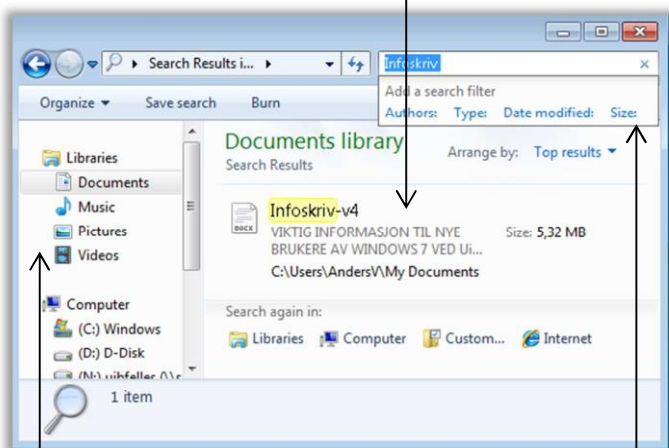 Search Results i...
Infoskriv
Organize
Save search
Burn
Add a search filter
Authors: Type: Date modified: Size:
Libraries
Documents
Music
Pictures
Videos
Computer
(C:) Windows
(D:) D-Disk
(N:) uibfeller
Documents library
Search Results
Arrange by: Top results
DOCX
Infoskriv-v4
VIKTIG INFORMASJON TIL NYE
BRUKERE AV WINDOWS 7 VED Ui...
Size: 5,32 MB
C:\Users\AndersV\My Documents
Search again in:
Libraries Computer Custom... Internet
1 item